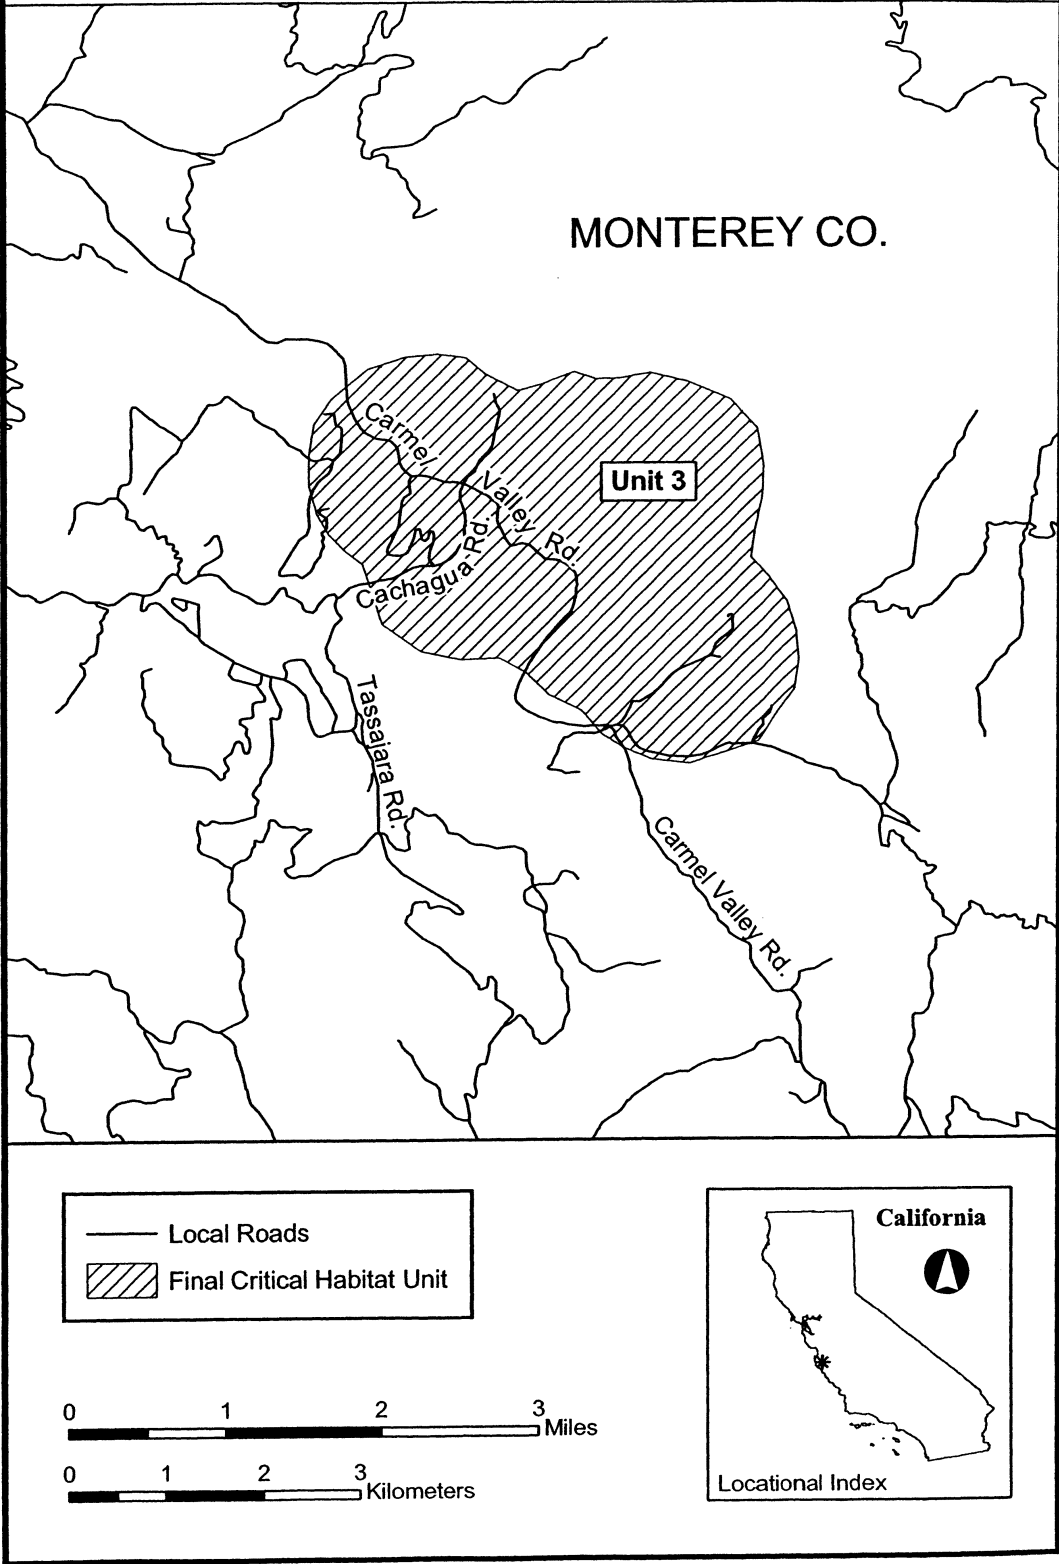 MONTEREY CO.
Carmel Valley Rd.
Unit 3
Cachagua Rd.
Tassajara Rd.
Carmel Valley Rd.
Local Roads
Final Critical Habitat Unit
California
0 1 2 3 Miles
0 1 2 3 Kilometers
Locational Index